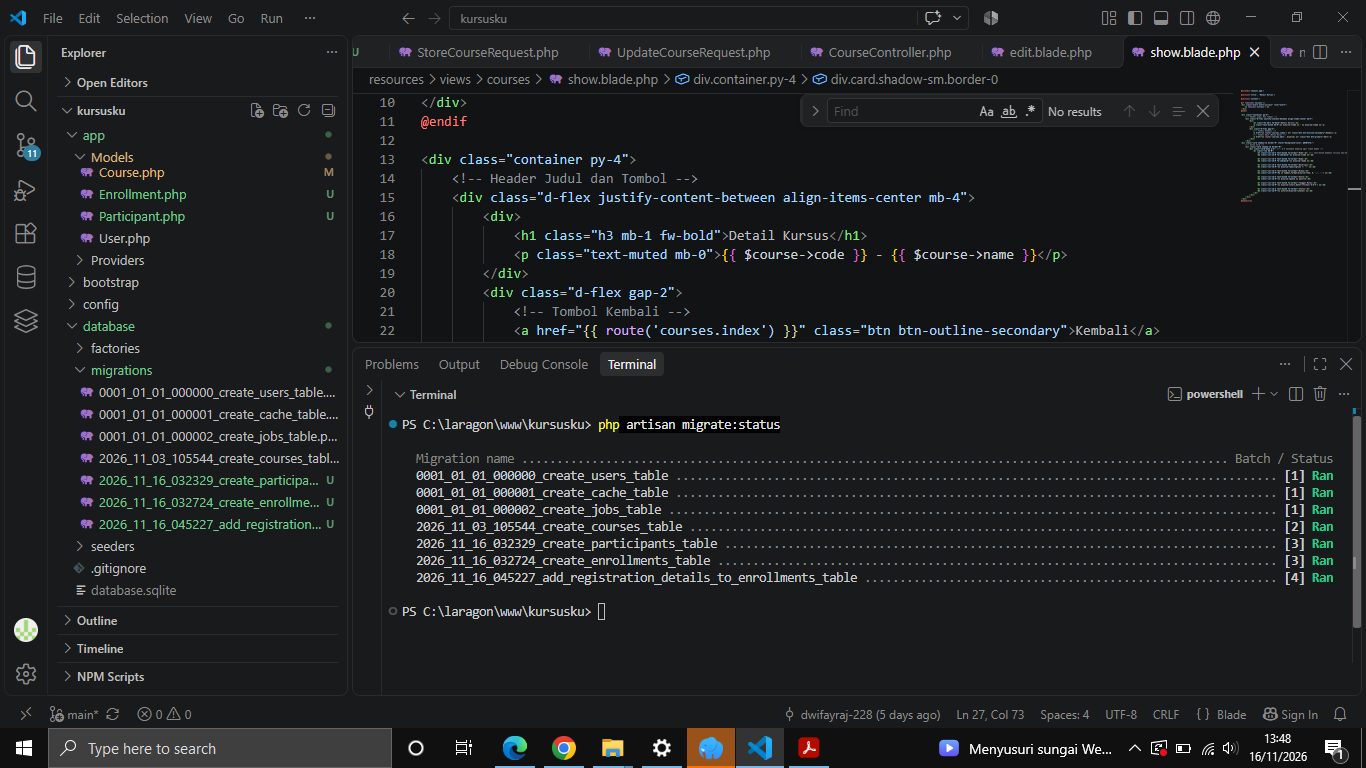 File Edit Selection View Go Run ··· kursusku
Explorer ···
Open Editors
kursusku
app
Models
Course.php M
Enrollment.php U
Participant.php U
User.php
Providers
bootstrap
config
database
factories
migrations
0001_01_01_000000_create_users_table....
0001_01_01_000001_create_cache_table....
0001_01_01_000002_create_jobs_table.p...
2026_11_03_105544_create_courses_tabl...
2026_11_16_032329_create_participa... U
2026_11_16_032724_create_enrollme... U
2026_11_16_045227_add_registration... U
seeders
.gitignore
database.sqlite
Outline
Timeline
NPM Scripts
11
U StoreCourseRequest.php UpdateCourseRequest.php CourseController.php edit.blade.php show.blade.php
resources > views > courses > show.blade.php > div.container.py-4 > div.card.shadow-sm.border-0
Find Aa ab .* No results
10 </div>
11 @endif
12
13 <div class="container py-4">
14 <!-- Header Judul dan Tombol -->
15 <div class="d-flex justify-content-between align-items-center mb-4">
16 <div>
17 <h1 class="h3 mb-1 fw-bold">Detail Kursus</h1>
18 <p class="text-muted mb-0">{{ $course->code }} - {{ $course->name }}</p>
19 </div>
20 <div class="d-flex gap-2">
21 <!-- Tombol Kembali -->
22 <a href="{{ route('courses.index') }}" class="btn btn-outline-secondary">Kembali</a>
Problems Output Debug Console Terminal
Terminal powershell
PS C:\laragon\www\kursusku> php artisan migrate:status
Migration name ........ Batch / Status
0001_01_01_000000_create_users_table ........ [1] Ran
0001_01_01_000001_create_cache_table ........ [1] Ran
0001_01_01_000002_create_jobs_table ........ [1] Ran
2026_11_03_105544_create_courses_table ........ [2] Ran
2026_11_16_032329_create_participants_table ........ [3] Ran
2026_11_16_032724_create_enrollments_table ........ [3] Ran
2026_11_16_045227_add_registration_details_to_enrollments_table ........ [4] Ran
PS C:\laragon\www\kursusku>
main* 0 0 dwifayraj-228 (5 days ago) Ln 27, Col 73 Spaces: 4 UTF-8 CRLF { } Blade Sign In
Type here to search Menyusuri sungai We... 13:48
16/11/2026 1